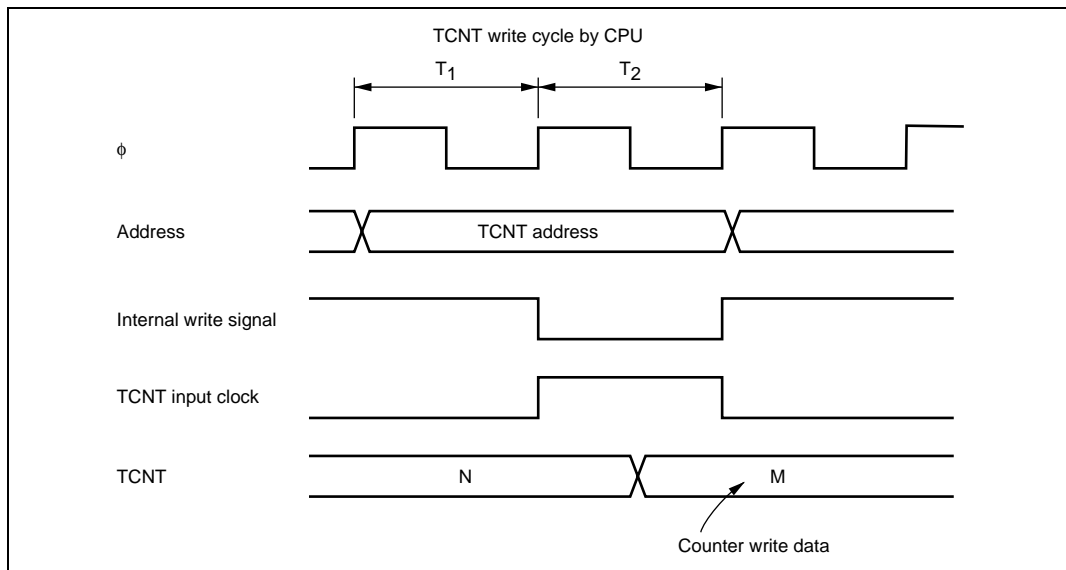 TCNT write cycle by CPU
T1 T2
ϕ
Address
TCNT address
Internal write signal
TCNT input clock
TCNT
N
M
Counter write data